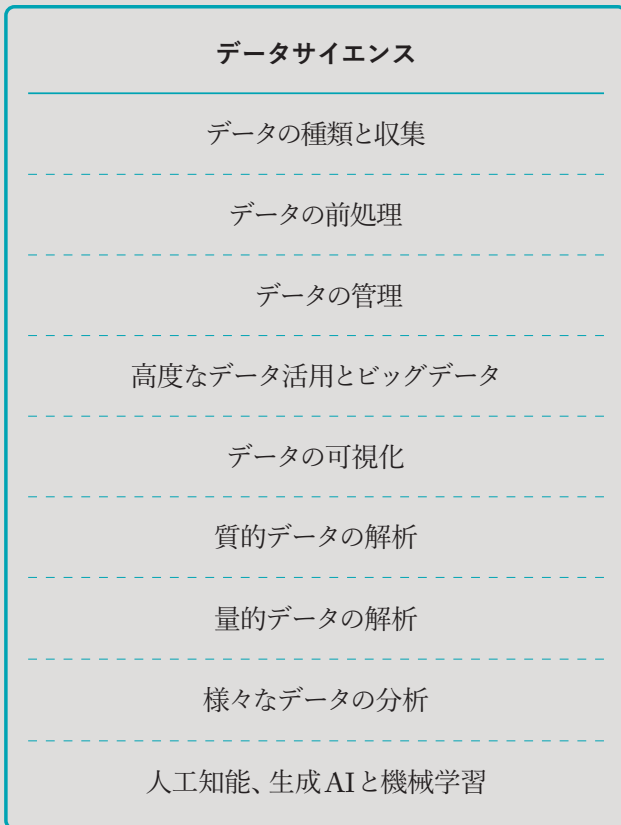 データサイエンス
データの種類と収集
データの前処理
データの管理
高度なデータ活用とビッグデータ
データの可視化
質的データの解析
量的データの解析
様々なデータの分析
人工知能、生成AIと機械学習